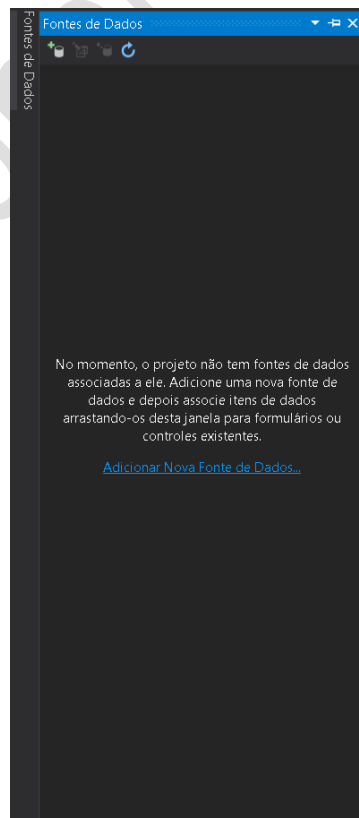 Fontes de Dados
Fontes de Dados
No momento, o projeto não tem fontes de dados
associadas a ele. Adicione uma nova fonte de
dados e depois associe itens de dados
arrastando-os desta janela para formulários ou
controles existentes.
Adicionar Nova Fonte de Dados...